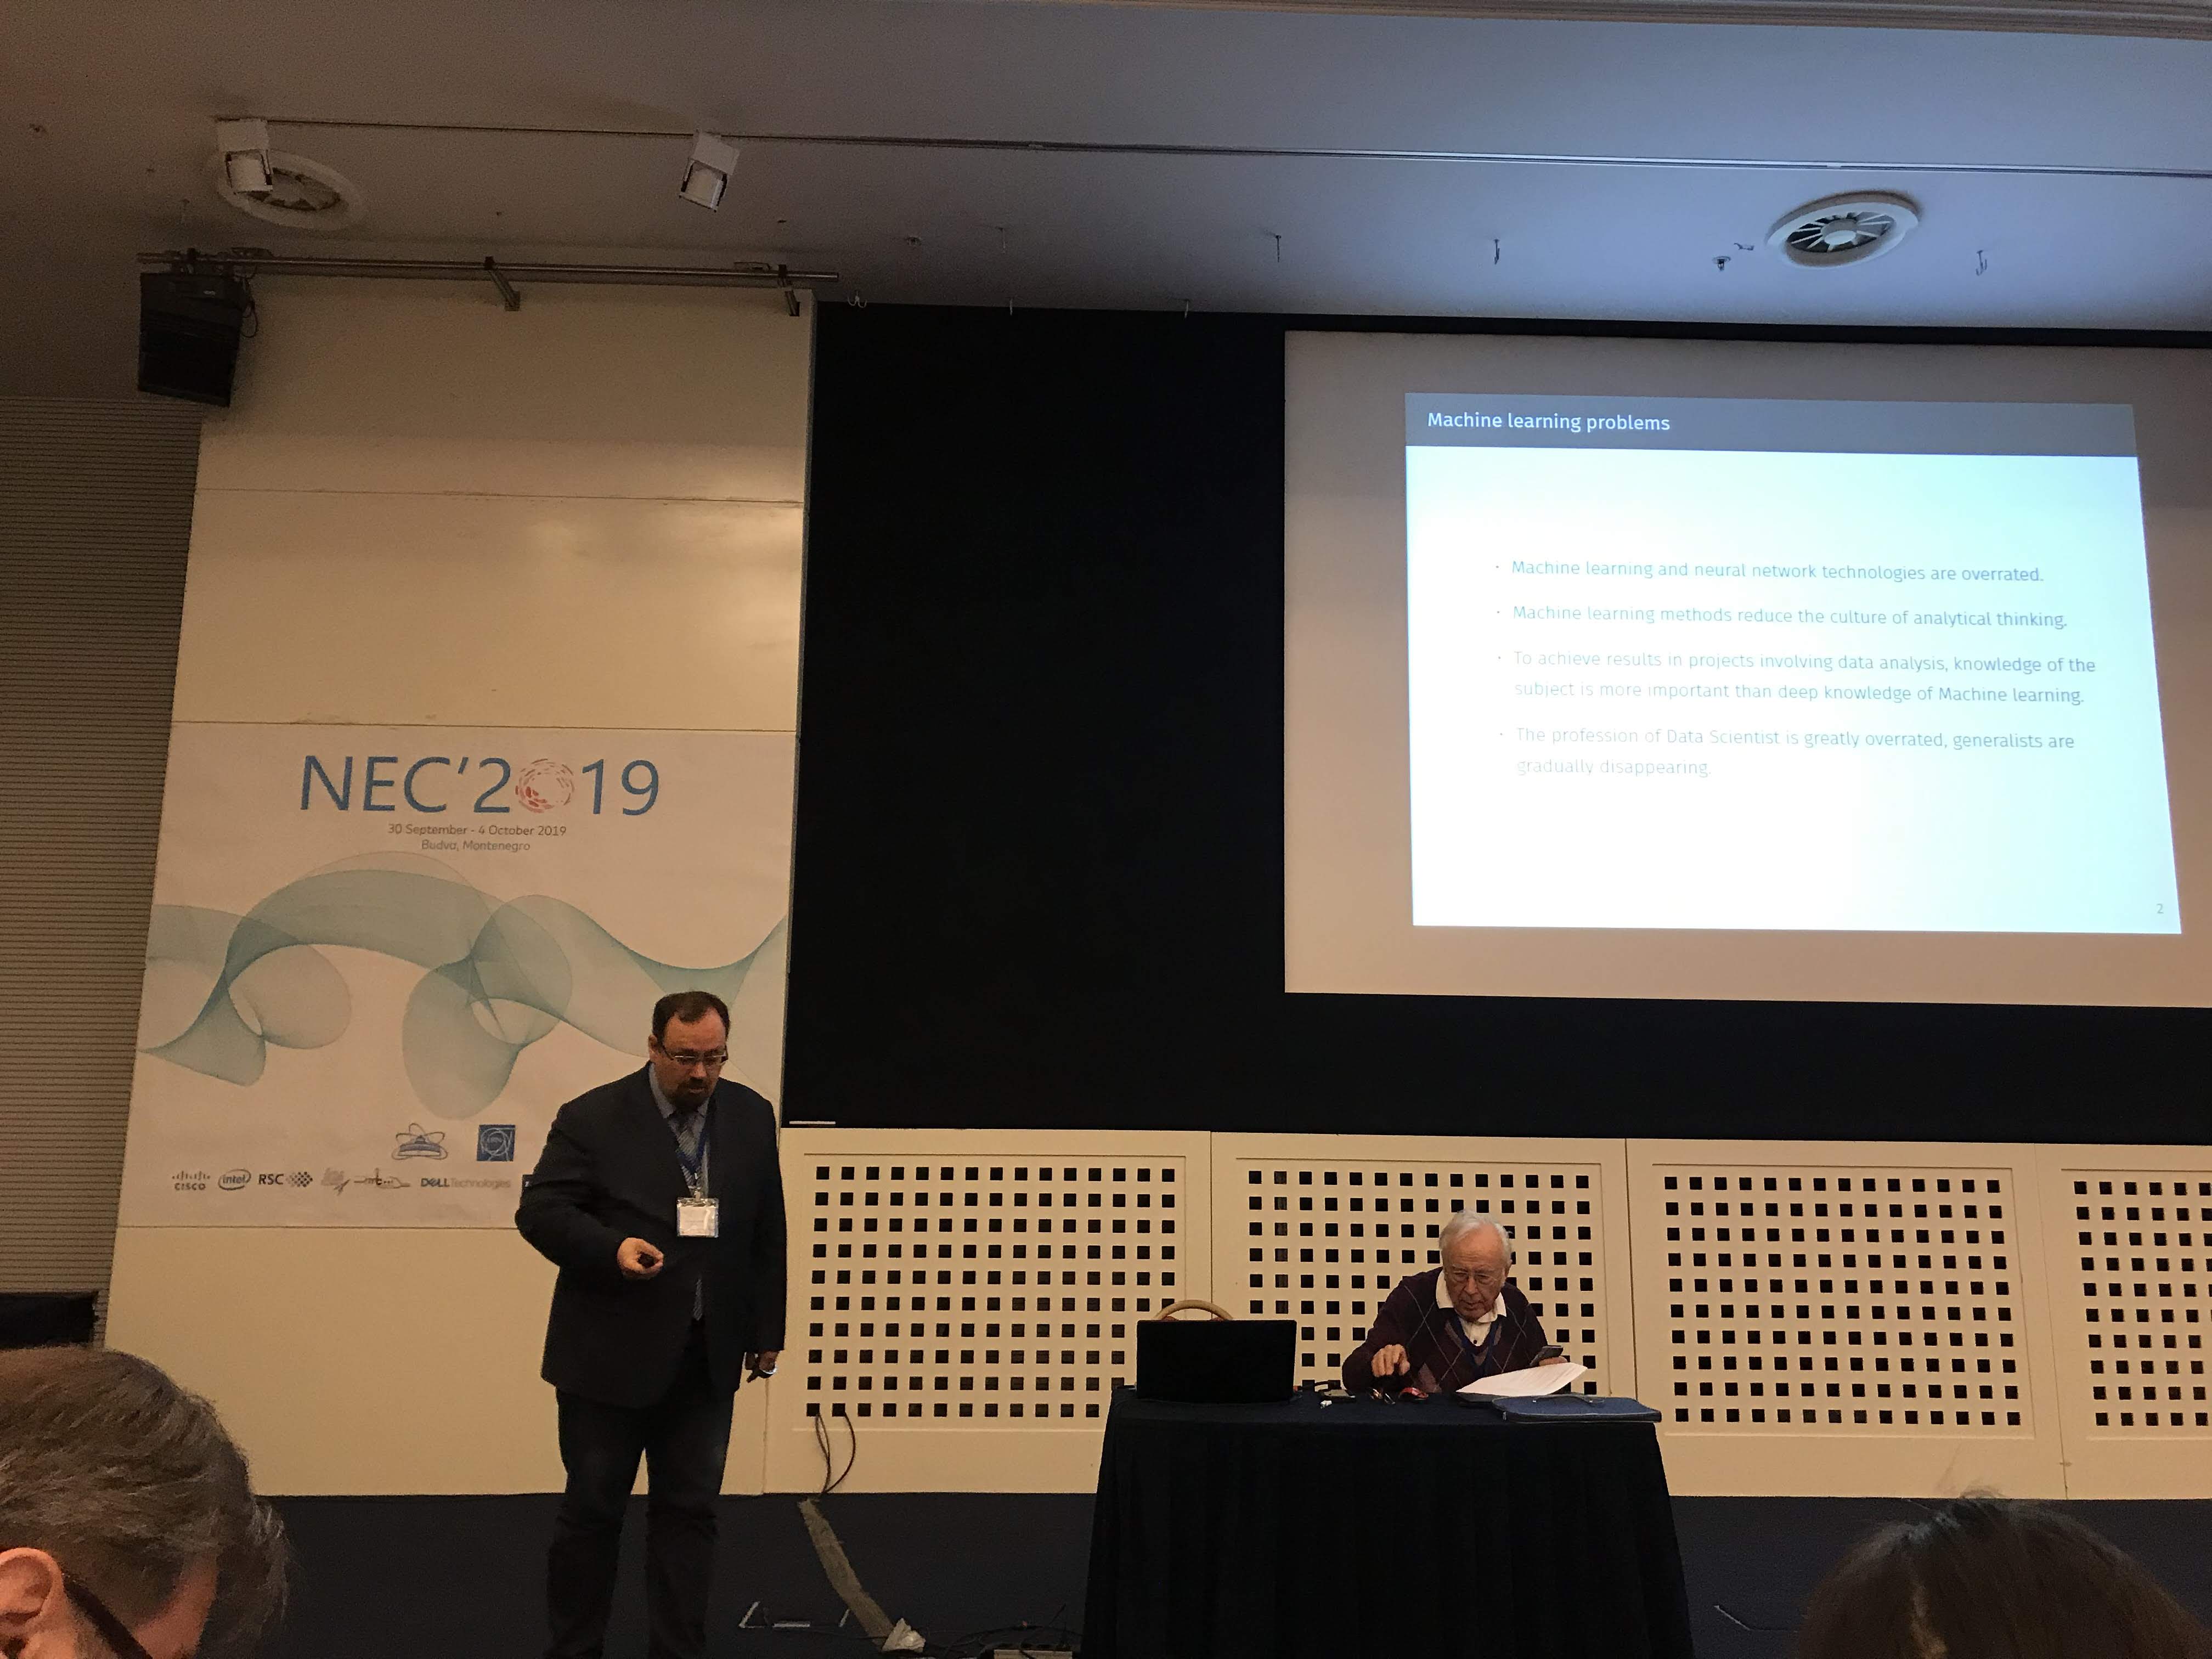 NEC'2019
30 September - 4 October 2019
Budva, Montenegro
CERN
CISCO
intel
RSC
DELL Technologies
Machine learning problems
· Machine learning and neural network technologies are overrated.
· Machine learning methods reduce the culture of analytical thinking.
· To achieve results in projects involving data analysis, knowledge of the
subject is more important than deep knowledge of Machine learning.
· The profession of Data Scientist is greatly overrated, generalists are
gradually disappearing.
2